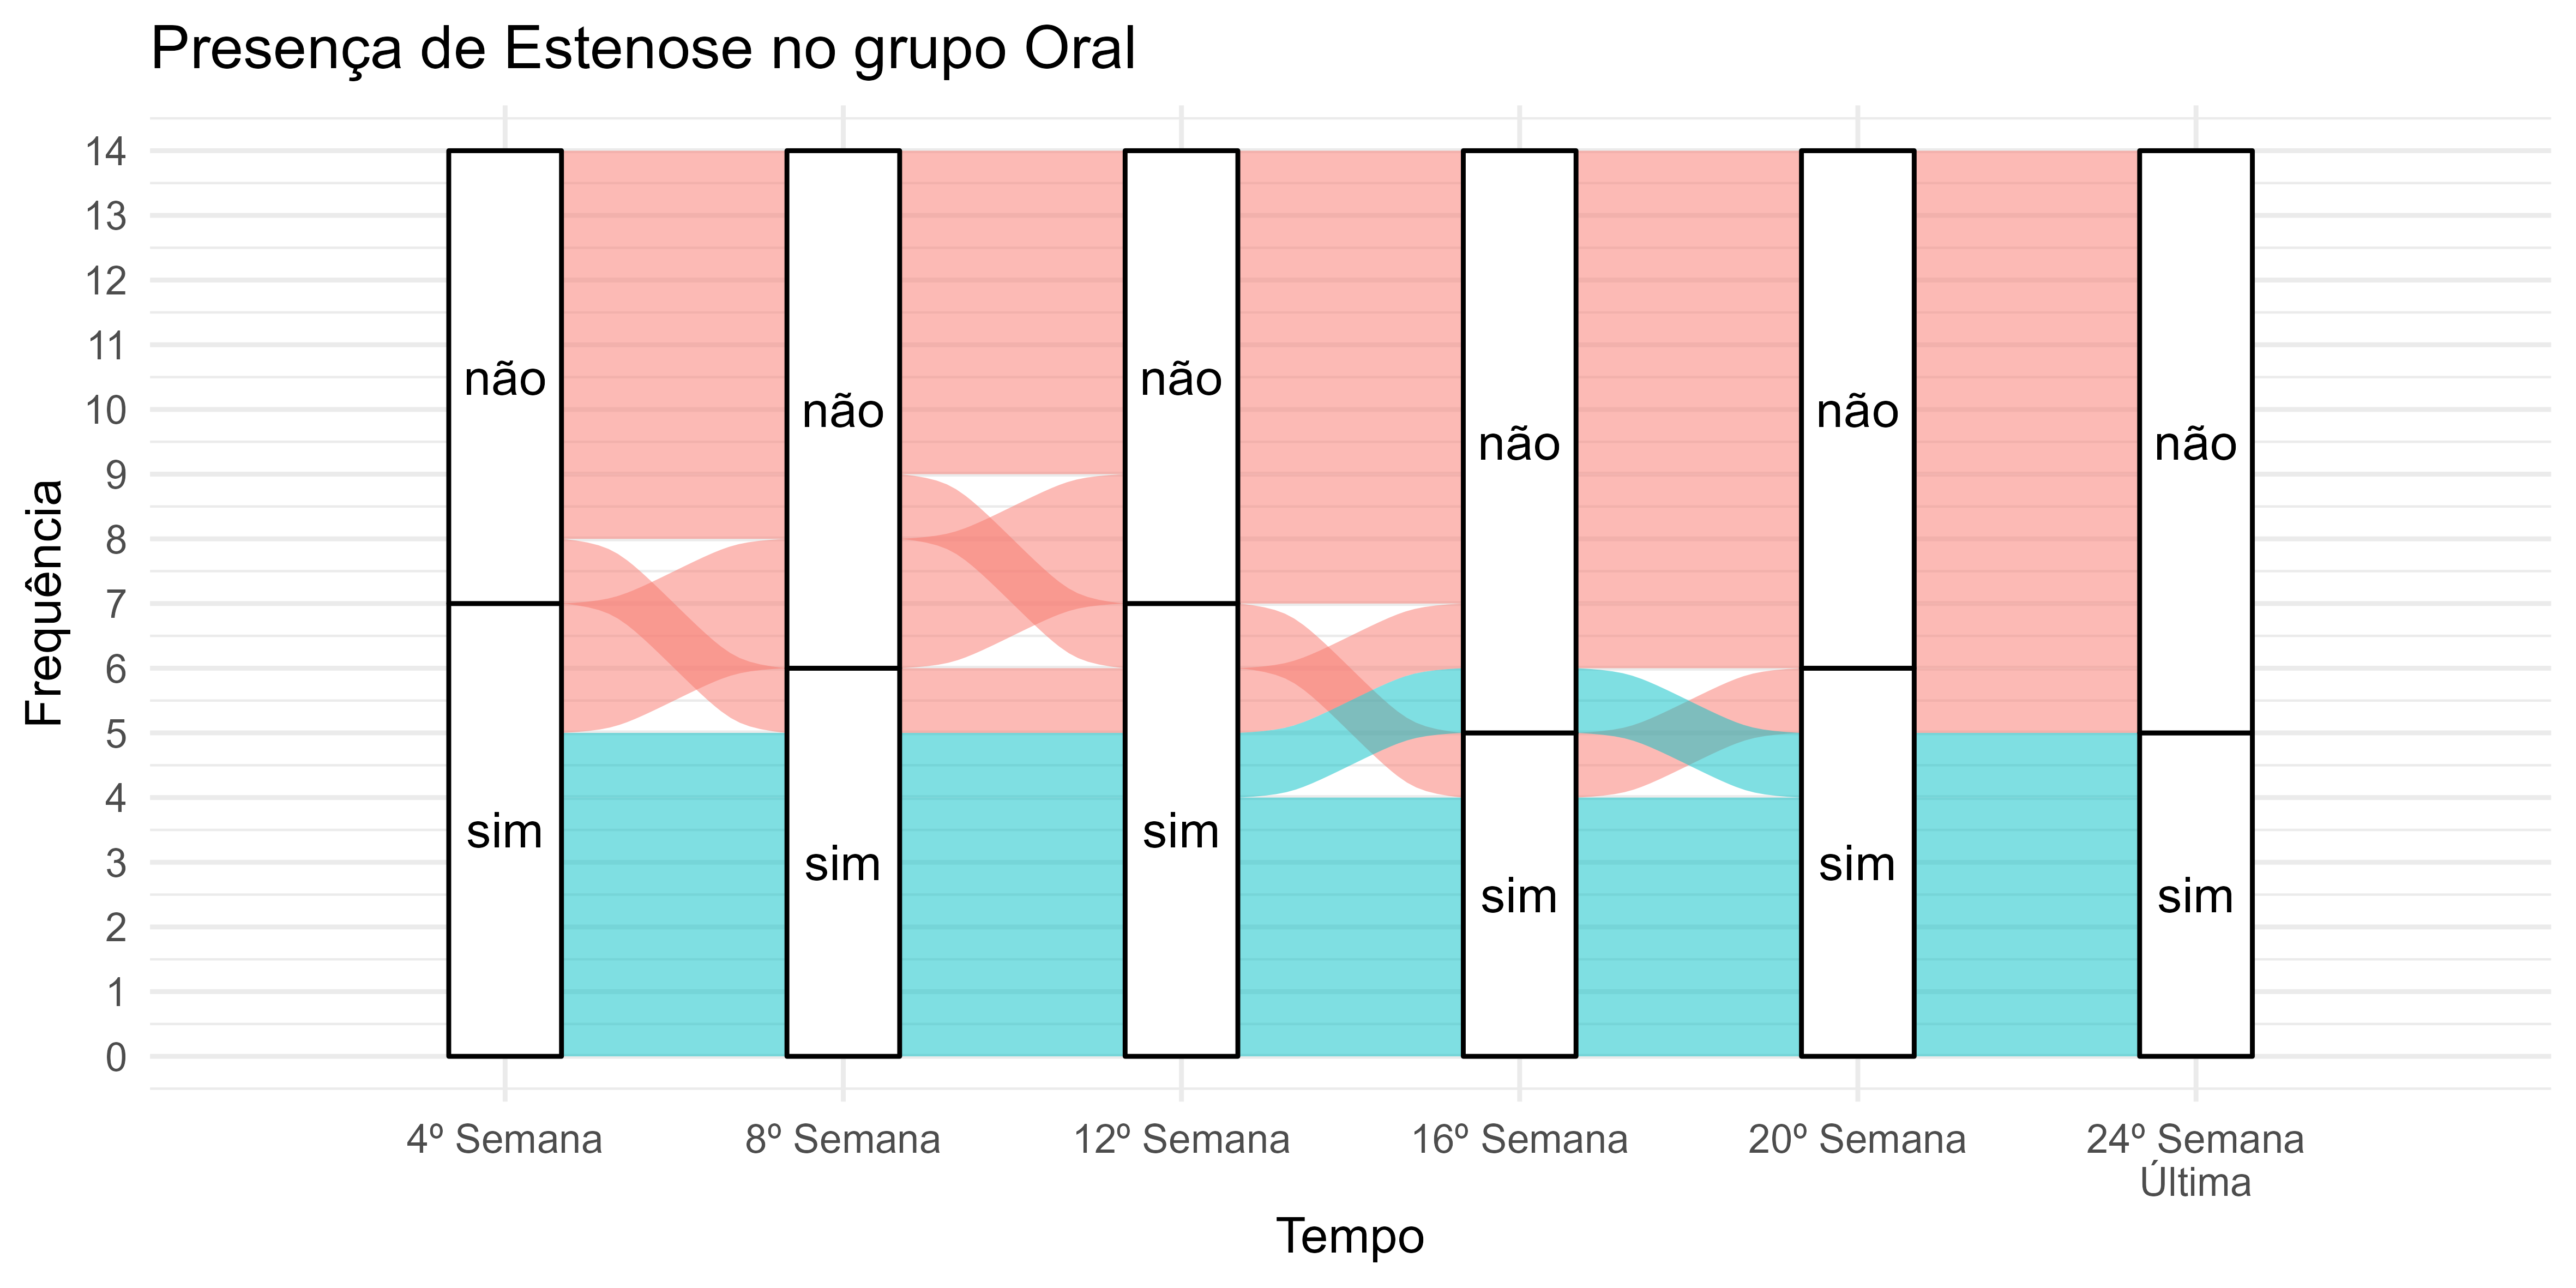 Presença de Estenose no grupo Oral
Frequência
14
13
12
11
10
9
8
7
6
5
4
3
2
1
0
não
não
não
não
não
não
sim
sim
sim
sim
sim
sim
4º Semana
8º Semana
12º Semana
16º Semana
20º Semana
24º Semana
Última
Tempo